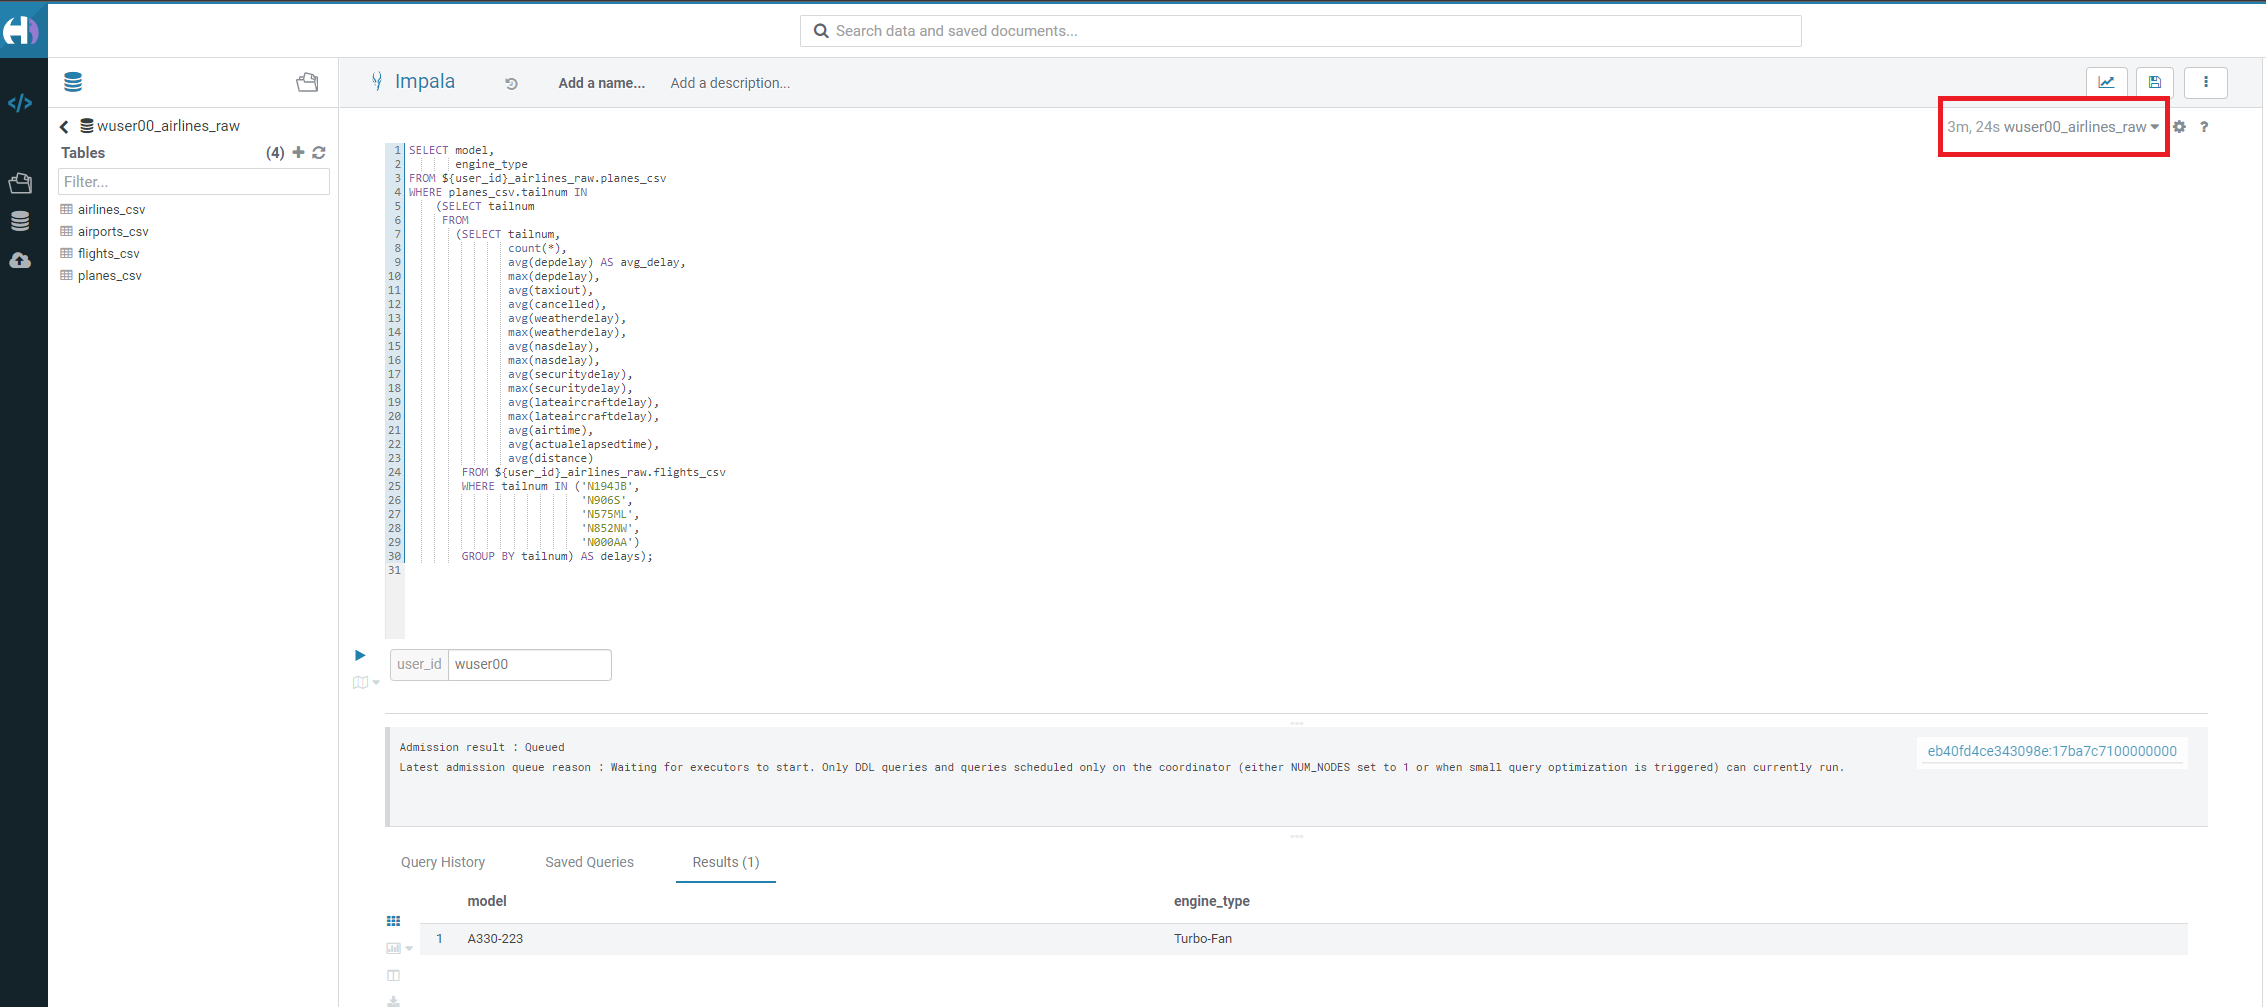 Search data and saved documents...
Impala
Add a name...
Add a description...
wuser00_airlines_raw
Tables
(4)
Filter...
airlines_csv
airports_csv
flights_csv
planes_csv
3m, 24s wuser00_airlines_raw
?
1 SELECT model,
2 engine_type
3 FROM ${user_id}_airlines_raw.planes_csv
4 WHERE planes_csv.tailnum IN
5 (SELECT tailnum
6 FROM
7 (SELECT tailnum,
8 count(*),
9 avg(depdelay) AS avg_delay,
10 max(depdelay),
11 avg(taxiout),
12 avg(cancelled),
13 avg(weatherdelay),
14 max(weatherdelay),
15 avg(nasdelay),
16 max(nasdelay),
17 avg(securitydelay),
18 max(securitydelay),
19 avg(lateaircraftdelay),
20 max(lateaircraftdelay),
21 avg(airtime),
22 avg(actualelapsedtime),
23 avg(distance)
24 FROM ${user_id}_airlines_raw.flights_csv
25 WHERE tailnum IN ('N194JB',
26 'N906S',
27 'N575ML',
28 'N852NW',
29 'N000AA')
30 GROUP BY tailnum) AS delays);
31
user_id wuser00
Admission result : Queued
Latest admission queue reason : Waiting for executors to start. Only DDL queries and queries scheduled only on the coordinator (either NUM_NODES set to 1 or when small query optimization is triggered) can currently run.
eb40fd4ce343098e:17ba7c7100000000
Query History
Saved Queries
Results (1)
model engine_type
1 A330-223 Turbo-Fan